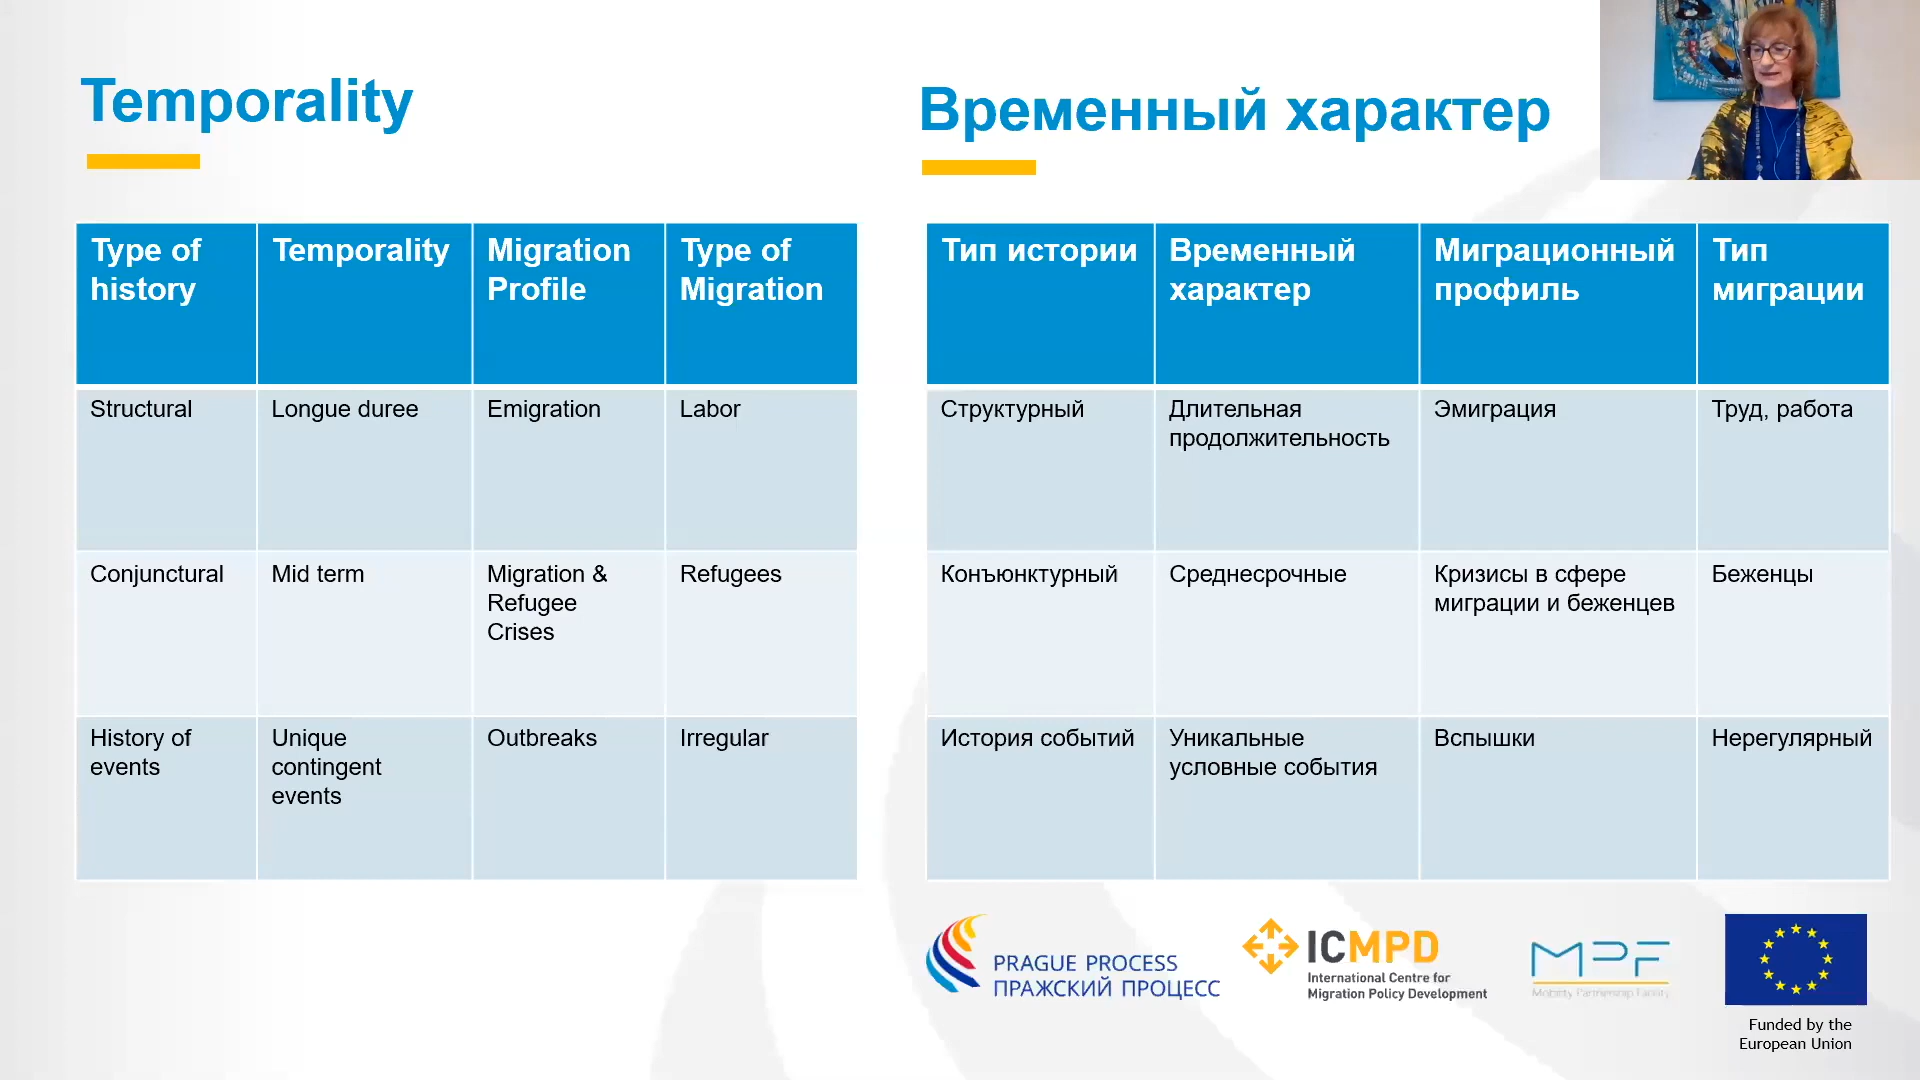 Temporality
Временный характер
Type of history
Temporality
Migration Profile
Type of Migration
Structural
Longue duree
Emigration
Labor
Conjunctural
Mid term
Migration & Refugee Crises
Refugees
History of events
Unique contingent events
Outbreaks
Irregular
Тип истории
Временный характер
Миграционный профиль
Тип миграции
Структурный
Длительная продолжительность
Эмиграция
Труд, работа
Конъюнктурный
Среднесрочные
Кризисы в сфере миграции и беженцев
Беженцы
История событий
Уникальные условные события
Вспышки
Нерегулярный
PRAGUE PROCESS
ПРАЖСКИЙ ПРОЦЕСС
ICMPD
International Centre for
Migration Policy Development
MPF
Mobility Partnership Facility
Funded by the
European Union